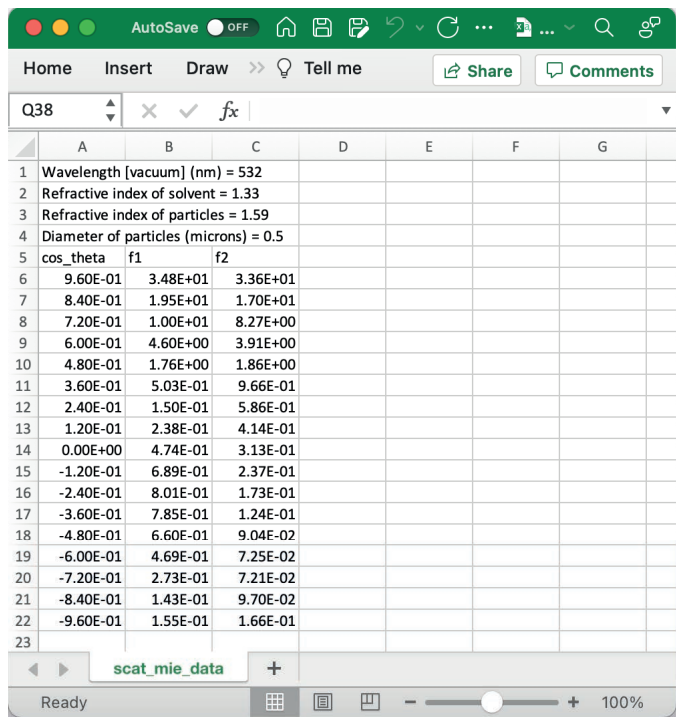 AutoSave OFF ... ...
Home Insert Draw >> Tell me Share Comments
Q38 fx
A B C D E F G
1 Wavelength [vacuum] (nm) = 532
2 Refractive index of solvent = 1.33
3 Refractive index of particles = 1.59
4 Diameter of particles (microns) = 0.5
5 cos_theta f1 f2
6 9.60E-01 3.48E+01 3.36E+01
7 8.40E-01 1.95E+01 1.70E+01
8 7.20E-01 1.00E+01 8.27E+00
9 6.00E-01 4.60E+00 3.91E+00
10 4.80E-01 1.76E+00 1.86E+00
11 3.60E-01 5.03E-01 9.66E-01
12 2.40E-01 1.50E-01 5.86E-01
13 1.20E-01 2.38E-01 4.14E-01
14 0.00E+00 4.74E-01 3.13E-01
15 -1.20E-01 6.89E-01 2.37E-01
16 -2.40E-01 8.01E-01 1.73E-01
17 -3.60E-01 7.85E-01 1.24E-01
18 -4.80E-01 6.60E-01 9.04E-02
19 -6.00E-01 4.69E-01 7.25E-02
20 -7.20E-01 2.73E-01 7.21E-02
21 -8.40E-01 1.43E-01 9.70E-02
22 -9.60E-01 1.55E-01 1.66E-01
23
scat_mie_data +
Ready - + 100%